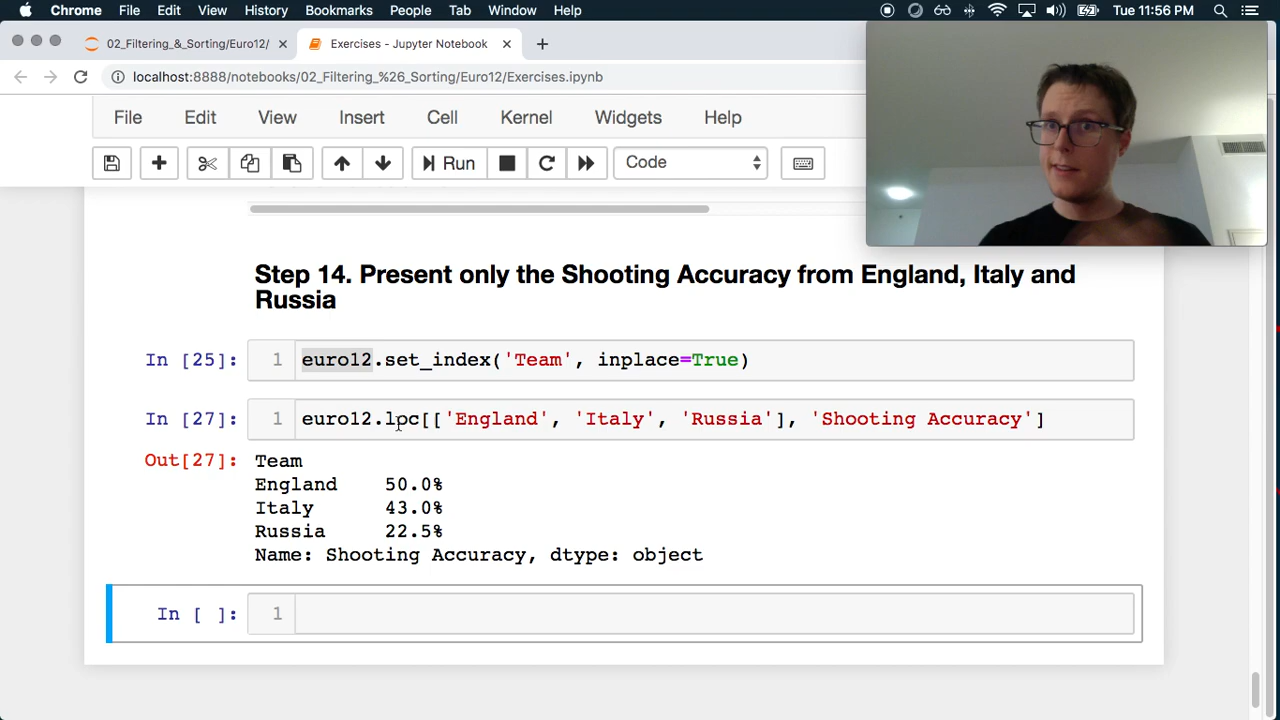 Chrome File Edit View History Bookmarks People Tab Window Help Tue 11:56 PM
02_Filtering_&_Sorting/Euro12/ Exercises - Jupyter Notebook
localhost:8888/notebooks/02_Filtering_%26_Sorting/Euro12/Exercises.ipynb
File Edit View Insert Cell Kernel Widgets Help
Run Code
Step 14. Present only the Shooting Accuracy from England, Italy and
Russia
In [25]: 1 euro12.set_index('Team', inplace=True)
In [27]: 1 euro12.loc[['England', 'Italy', 'Russia'], 'Shooting Accuracy']
Out[27]: Team
England 50.0%
Italy 43.0%
Russia 22.5%
Name: Shooting Accuracy, dtype: object
In [ ]: 1